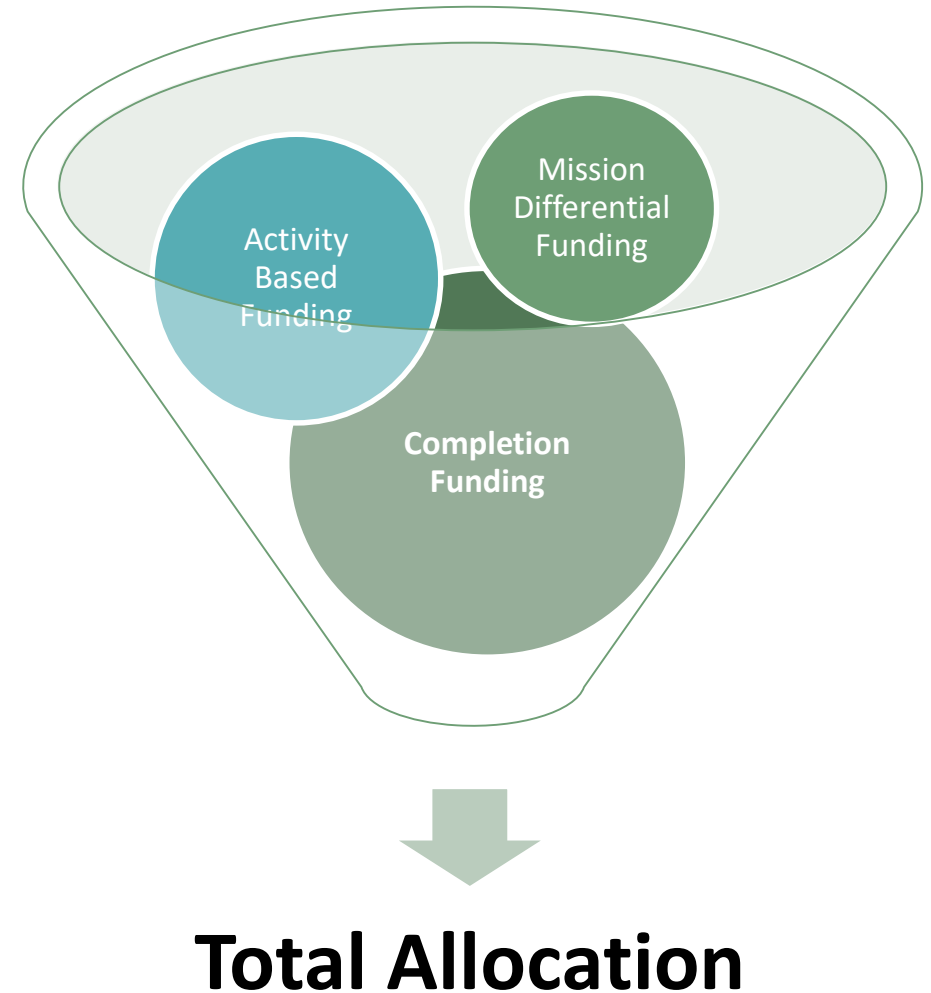 Mission
Differential
Funding
Activity
Based
Funding
Completion
Funding
Total Allocation